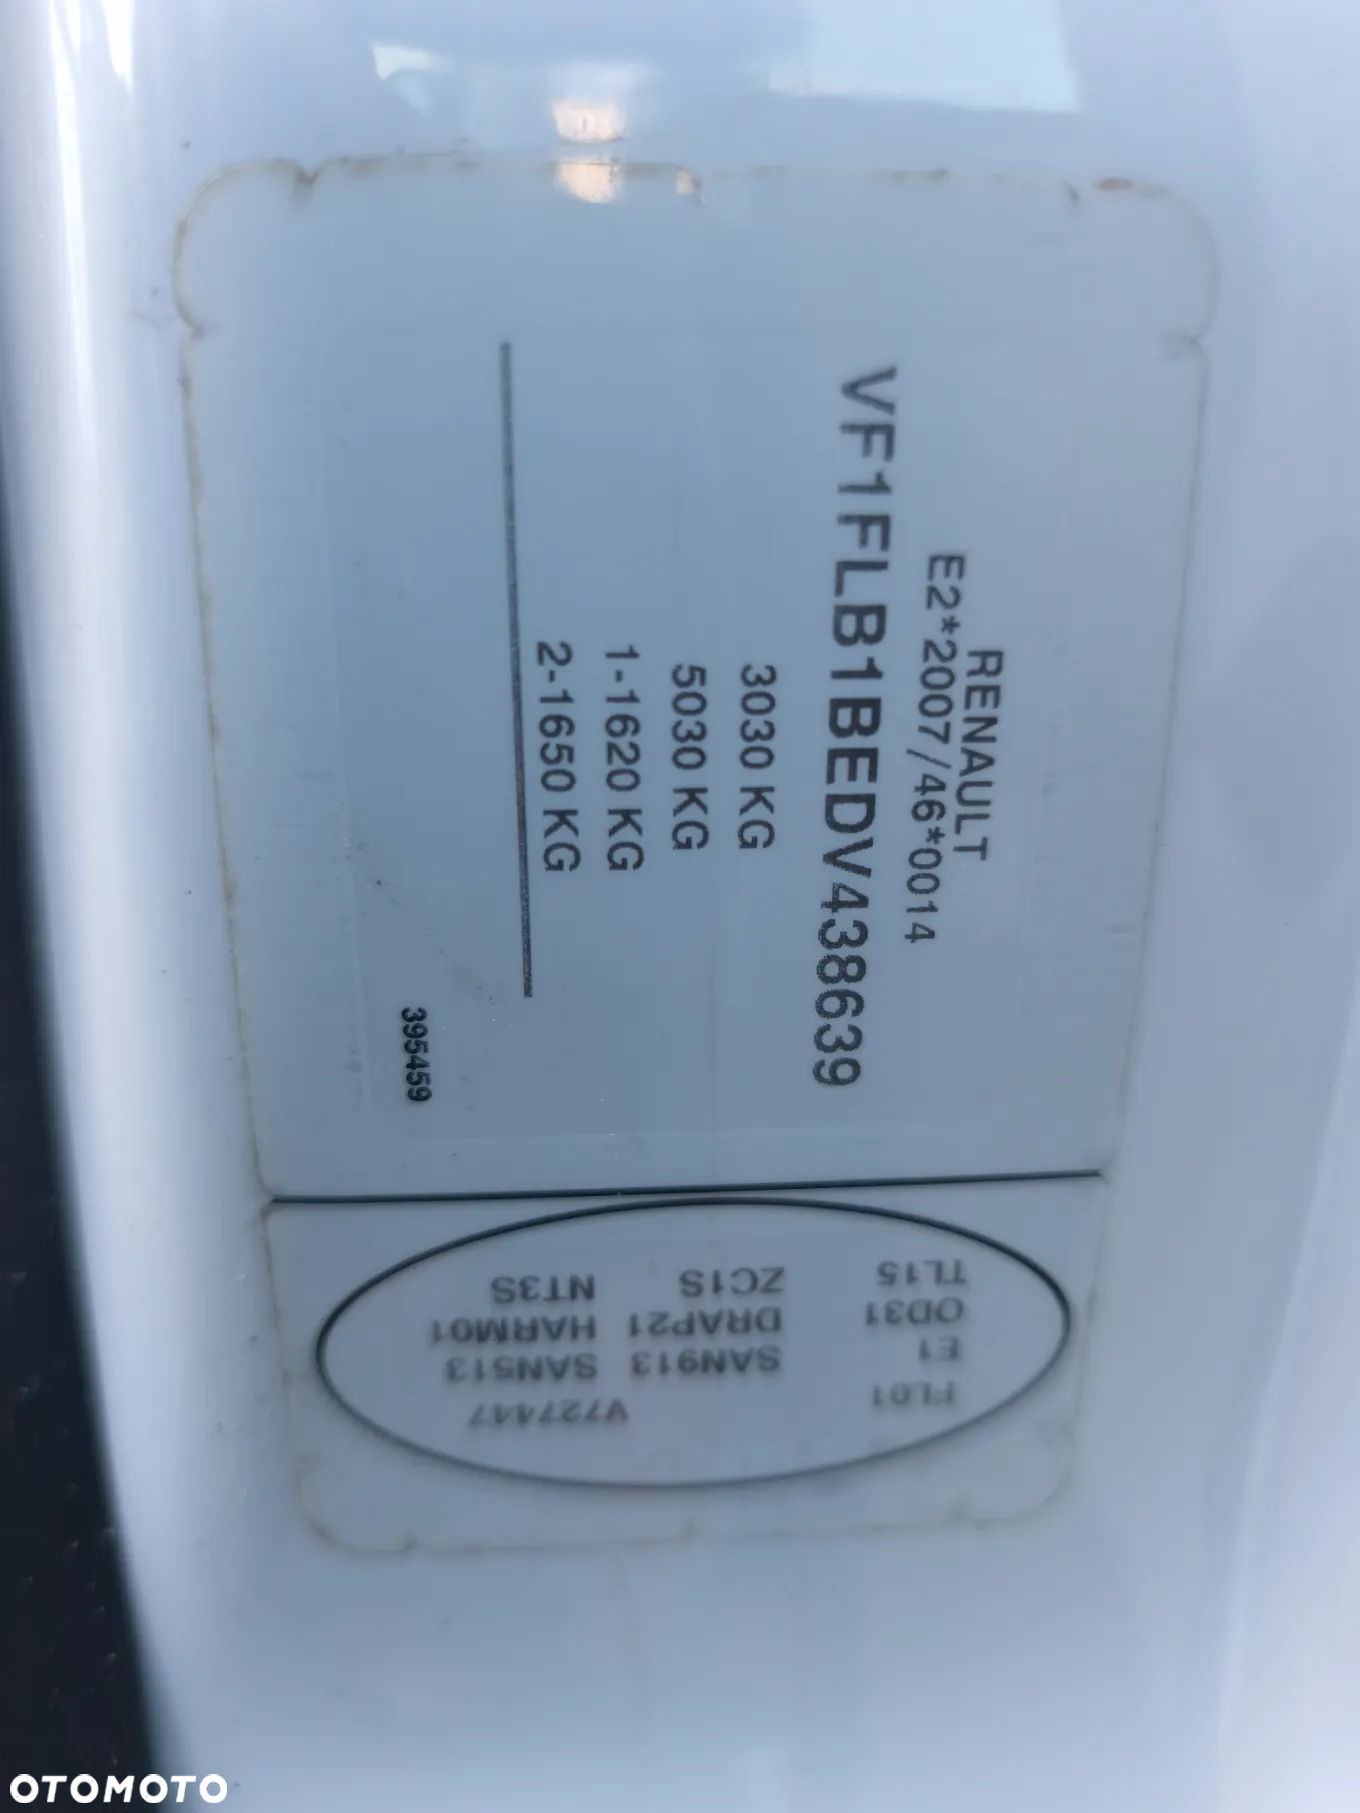 RENAULT
E2*2007/46*0014
VF1FLB1BEDV438639
3030 KG
5030 KG
1-1620 KG
2-1650 KG
395459
FL01 V727447
E1 SAN913 SAN513
OD31 DRAP21 HARM01
TL15 ZC1S NT3S
OTOMOTO